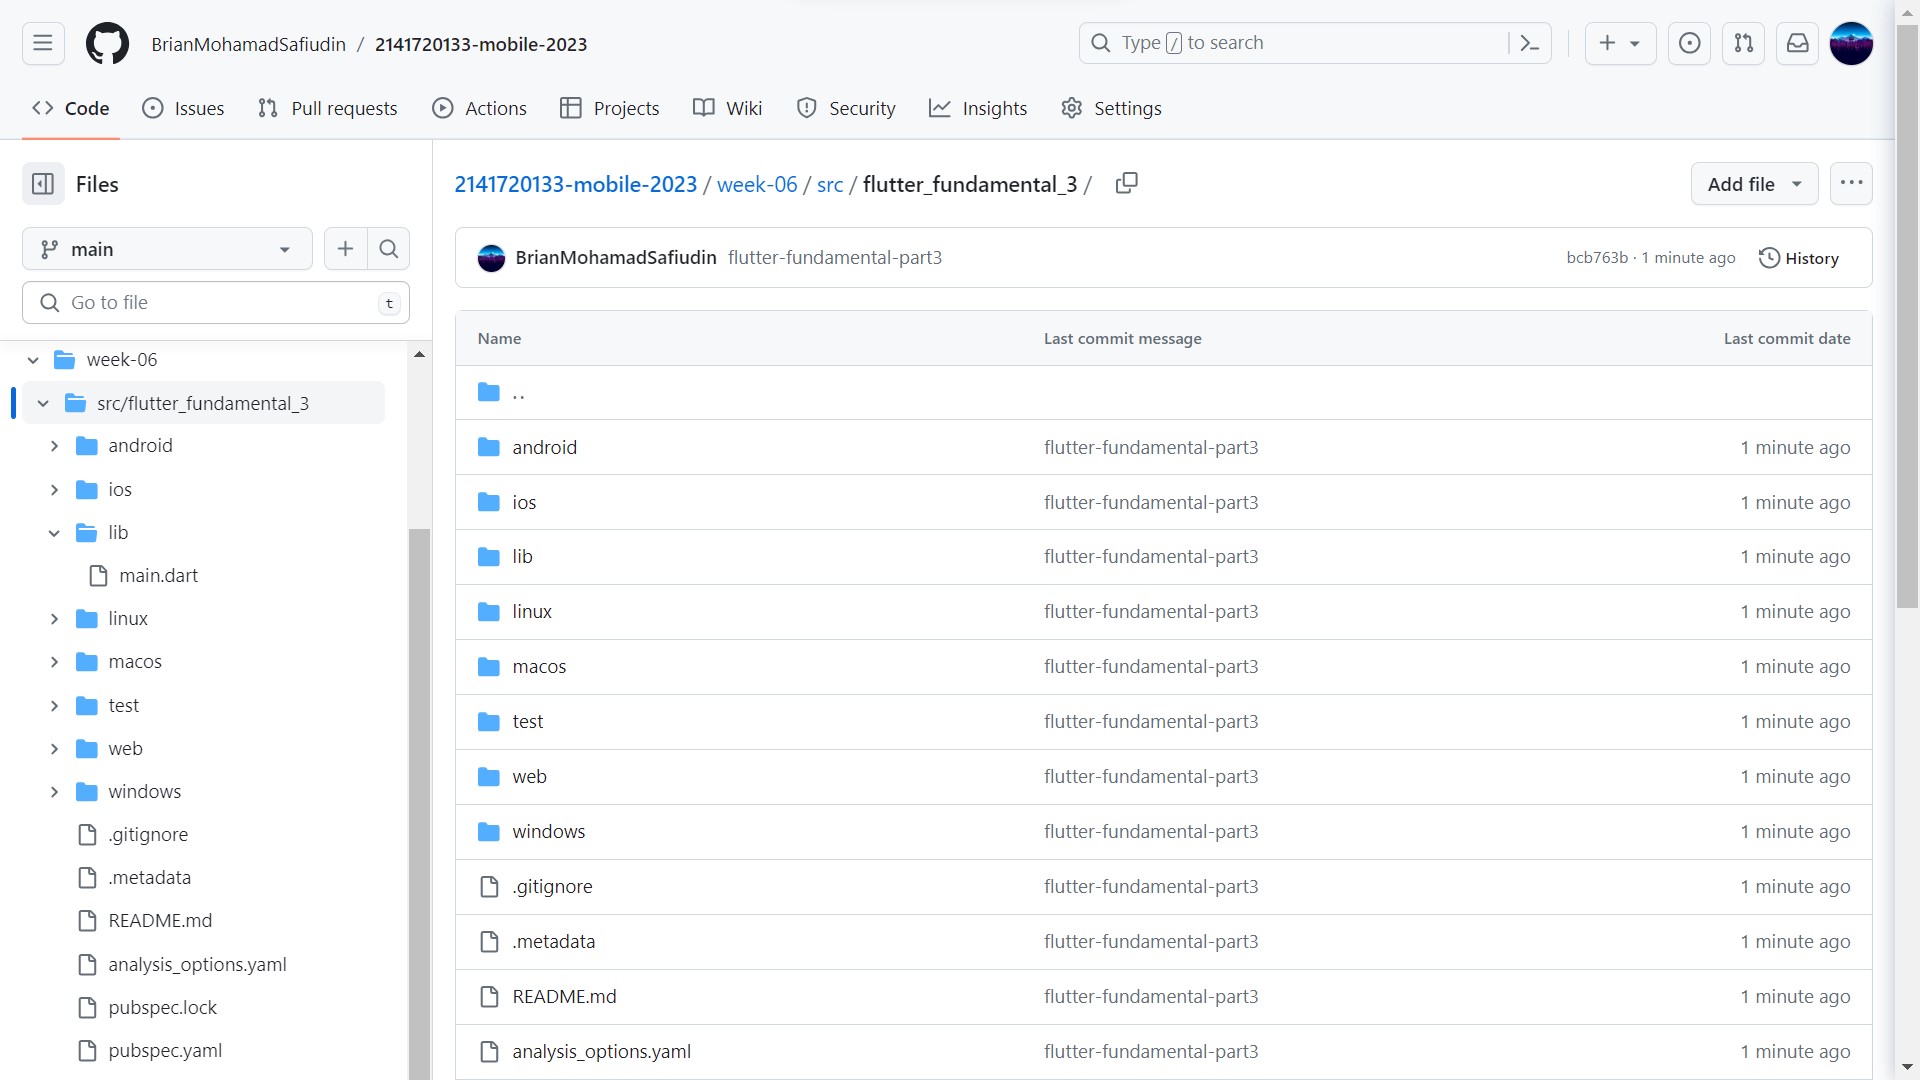 BrianMohamadSafiudin / 2141720133-mobile-2023
Type / to search
Code Issues Pull requests Actions Projects Wiki Security Insights Settings
Files
main
Go to file t
week-06
src/flutter_fundamental_3
android
ios
lib
main.dart
linux
macos
test
web
windows
.gitignore
.metadata
README.md
analysis_options.yaml
pubspec.lock
pubspec.yaml
2141720133-mobile-2023 / week-06 / src / flutter_fundamental_3 /
Add file
BrianMohamadSafiudin flutter-fundamental-part3 bcb763b · 1 minute ago History
Name Last commit message Last commit date
..
android flutter-fundamental-part3 1 minute ago
ios flutter-fundamental-part3 1 minute ago
lib flutter-fundamental-part3 1 minute ago
linux flutter-fundamental-part3 1 minute ago
macos flutter-fundamental-part3 1 minute ago
test flutter-fundamental-part3 1 minute ago
web flutter-fundamental-part3 1 minute ago
windows flutter-fundamental-part3 1 minute ago
.gitignore flutter-fundamental-part3 1 minute ago
.metadata flutter-fundamental-part3 1 minute ago
README.md flutter-fundamental-part3 1 minute ago
analysis_options.yaml flutter-fundamental-part3 1 minute ago